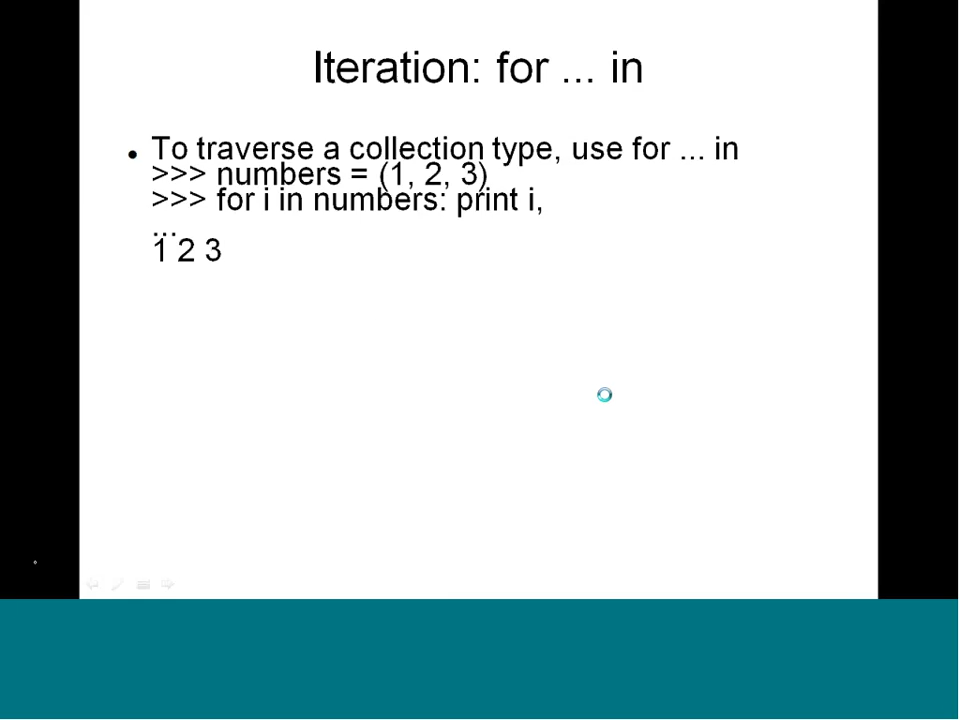 Iteration: for ... in
• To traverse a collection type, use for ... in
>>> numbers = (1, 2, 3)
>>> for i in numbers: print i,
...
1 2 3